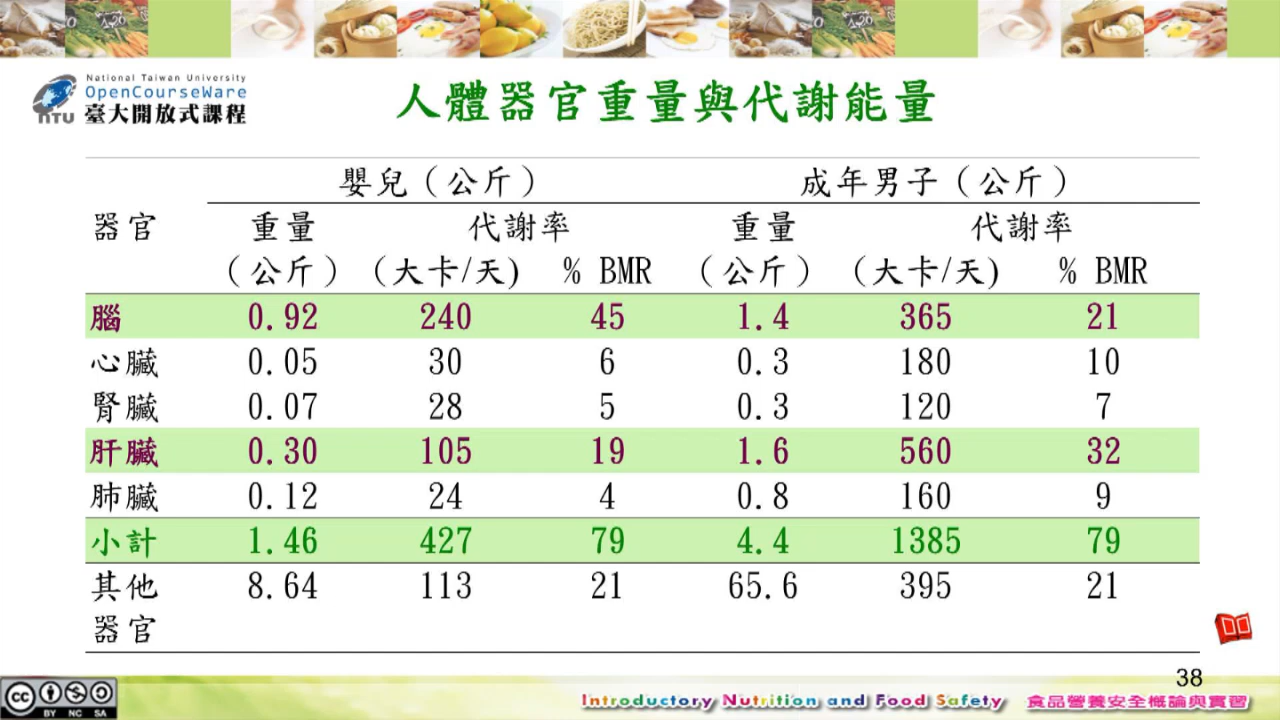 National Taiwan University
OpenCourseWare
NTU 臺大開放式課程
人體器官重量與代謝能量
嬰兒（公斤） 成年男子（公斤）
器官 重量 代謝率 重量 代謝率
（公斤） （大卡/天) % BMR （公斤） （大卡/天) % BMR
腦 0.92 240 45 1.4 365 21
心臟 0.05 30 6 0.3 180 10
腎臟 0.07 28 5 0.3 120 7
肝臟 0.30 105 19 1.6 560 32
肺臟 0.12 24 4 0.8 160 9
小計 1.46 427 79 4.4 1385 79
其他 8.64 113 21 65.6 395 21
器官
38
cc BY NC SA
Introductory Nutrition and Food Safety 食品營養安全概論與實習